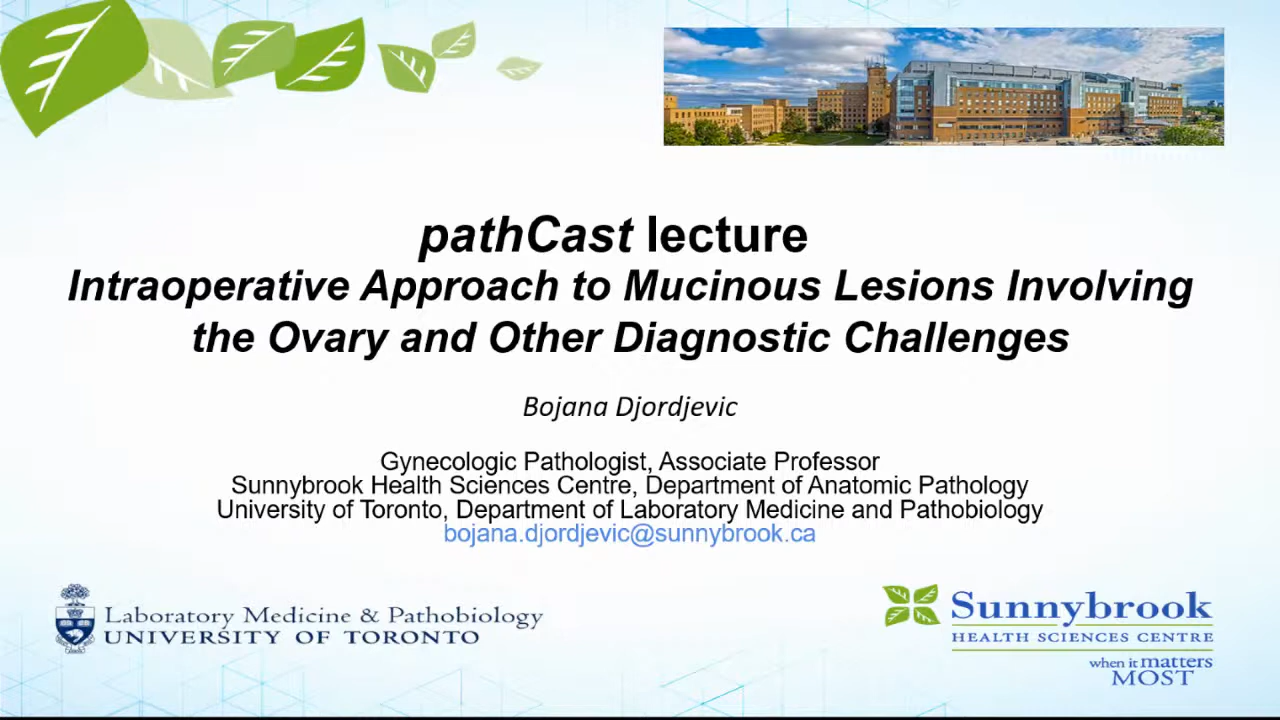 pathCast lecture
Intraoperative Approach to Mucinous Lesions Involving
the Ovary and Other Diagnostic Challenges
Bojana Djordjevic
Gynecologic Pathologist, Associate Professor
Sunnybrook Health Sciences Centre, Department of Anatomic Pathology
University of Toronto, Department of Laboratory Medicine and Pathobiology
bojana.djordjevic@sunnybrook.ca
Laboratory Medicine & Pathobiology
UNIVERSITY OF TORONTO
Sunnybrook
HEALTH SCIENCES CENTRE
when it matters
MOST